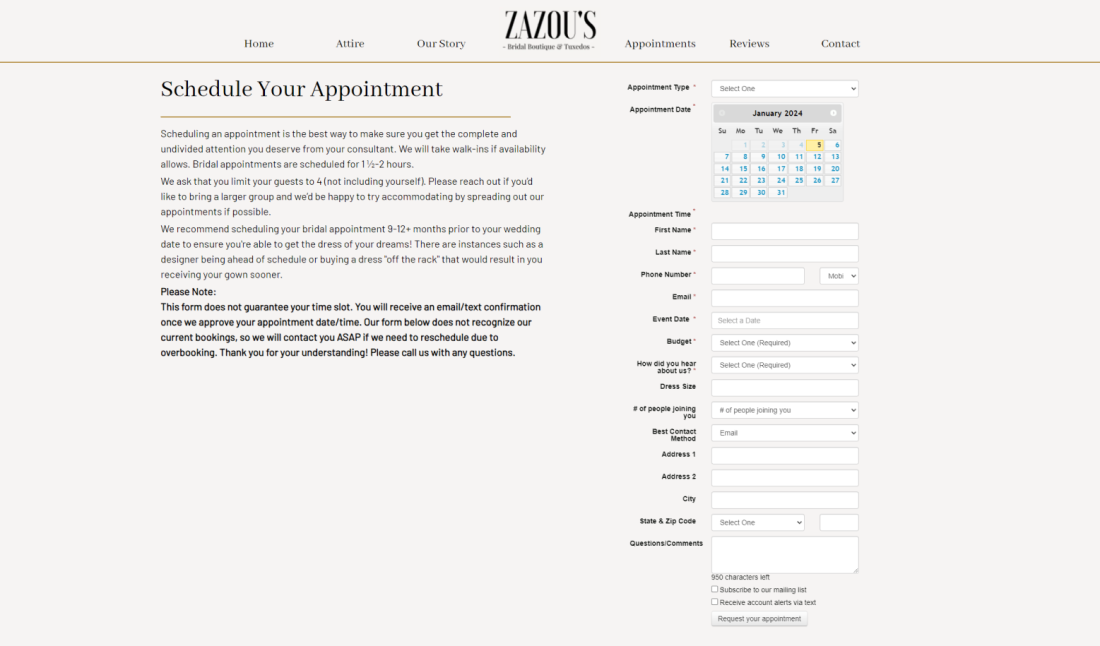 Home
Attire
Our Story
ZAZOU'S
- Bridal Boutique & Tuxedos -
Appointments
Reviews
Contact
Schedule Your Appointment
Scheduling an appointment is the best way to make sure you get the complete and
undivided attention you deserve from your consultant. We will take walk-ins if availability
allows. Bridal appointments are scheduled for 1 ½-2 hours.
We ask that you limit your guests to 4 (not including yourself). Please reach out if you'd
like to bring a larger group and we'd be happy to try accommodating by spreading out our
appointments if possible.
We recommend scheduling your bridal appointment 9-12+ months prior to your wedding
date to ensure you're able to get the dress of your dreams! There are instances such as a
designer being ahead of schedule or buying a dress "off the rack" that would result in you
receiving your gown sooner.
Please Note:
This form does not guarantee your time slot. You will receive an email/text confirmation
once we approve your appointment date/time. Our form below does not recognize our
current bookings, so we will contact you ASAP if we need to reschedule due to
overbooking. Thank you for your understanding! Please call us with any questions.
Appointment Type * Select One
Appointment Date *
January 2024
Su Mo Tu We Th Fr Sa
1 2 3 4 5 6
7 8 9 10 11 12 13
14 15 16 17 18 19 20
21 22 23 24 25 26 27
28 29 30 31
Appointment Time *
First Name *
Last Name *
Phone Number * Mobi
Email *
Event Date * Select a Date
Budget * Select One (Required)
How did you hear
about us? * Select One (Required)
Dress Size
# of people joining
you # of people joining you
Best Contact
Method Email
Address 1
Address 2
City
State & Zip Code Select One
Questions/Comments
950 characters left
Subscribe to our mailing list
Receive account alerts via text
Request your appointment